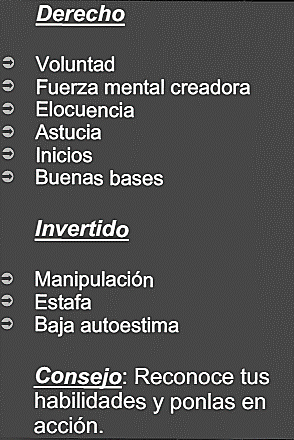 Derecho
Voluntad
Fuerza mental creadora
Elocuencia
Astucia
Inicios
Buenas bases
Invertido
Manipulación
Estafa
Baja autoestima
Consejo: Reconoce tus
habilidades y ponlas en
acción.